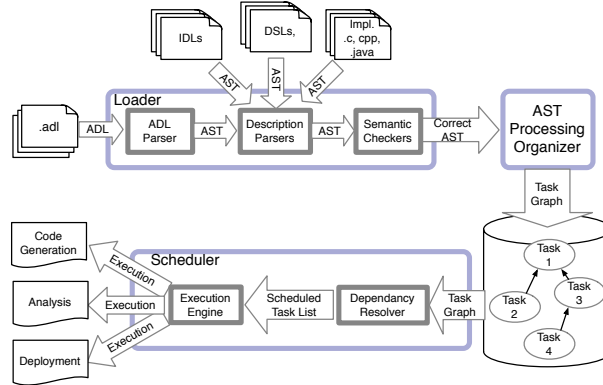 IDLs
DSLs,
Impl.
.c, cpp,
.java
AST
AST
AST
Loader
.adl
ADL
ADL
Parser
AST
Description
Parsers
AST
Semantic
Checkers
Correct
AST
AST
Processing
Organizer
Task
Graph
Code
Generation
Analysis
Deployment
Execution
Execution
Execution
Scheduler
Execution
Engine
Scheduled
Task List
Dependancy
Resolver
Task
Graph
Task
1
Task
2
Task
3
Task
4